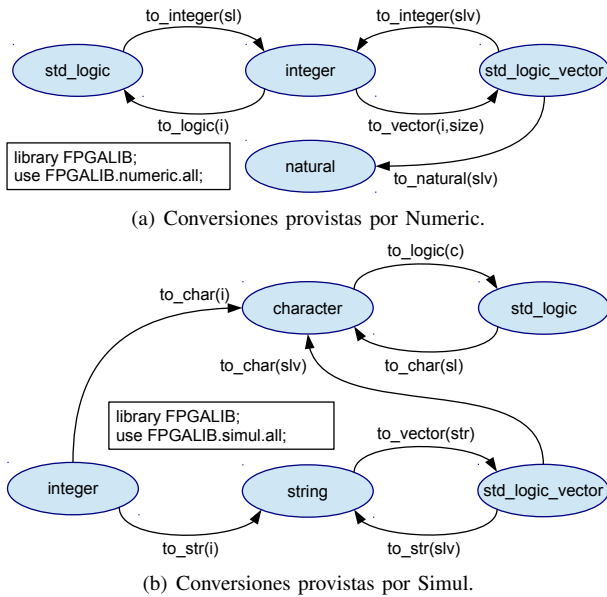 to_integer(sl)
to_integer(slv)
std_logic
integer
std_logic_vector
to_logic(i)
to_vector(i,size)
library FPGALIB;
use FPGALIB.numeric.all;
natural
to_natural(slv)
(a) Conversiones provistas por Numeric.
to_logic(c)
to_char(i)
character
std_logic
to_char(slv)
to_char(sl)
library FPGALIB;
use FPGALIB.simul.all;
to_vector(str)
integer
string
std_logic_vector
to_str(i)
to_str(slv)
(b) Conversiones provistas por Simul.